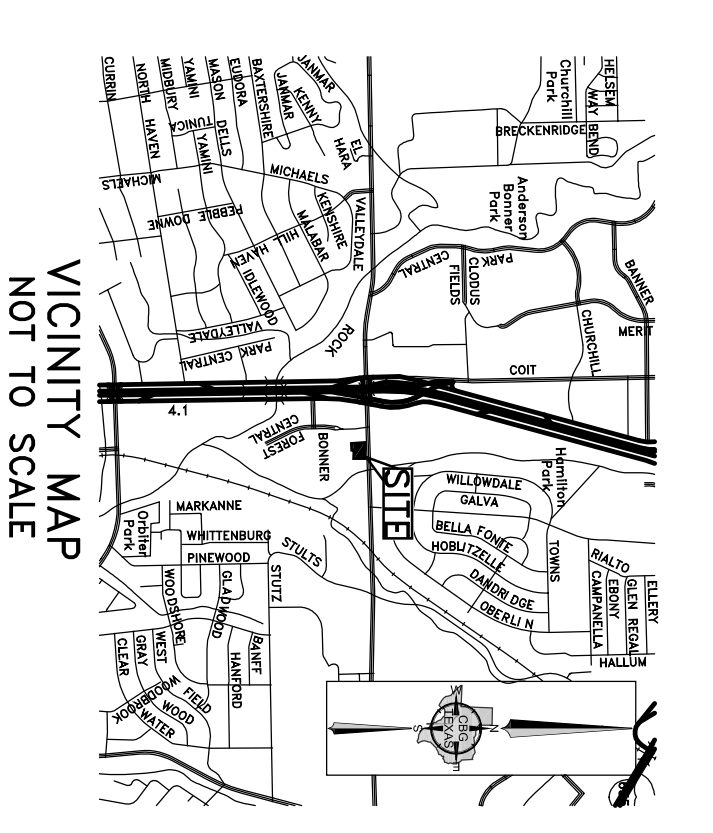 HELSEM
WAY
BEND
Churchill
Park
BRECKENRIDGE
Anderson
Bonner
Park
BANNER
MERIT
CHURCHILL
COIT
PARK
CENTRAL
CLODUS
FIELDS
JANMAR
JANMAR
KENNY
EL
HARA
BAXTERSHIRE
EUDORA
MASON
DELLS
YAMINI
YAMINI
MIDBURY
TUNICA
NORTH
HAVEN
CURRIN
MICHAELS
MICHAELS
VALLEYDALE
KENSHIRE
MALABAR
HILL
HAVEN
PEBBLE DOWNE
IDLEWOOD
VALLEYDALE
PARK CENTRAL
ROCK
4.1
CENTRAL
FOREST
BONNER
SITE
Hamilton
Park
WILLOWDALE
GALVA
BELLA FONTE
HOBLITZELLE
DANDRIDGE
OBERLIN
TOWNS
RIALTO
CAMPANELLA
EBONY
GLEN REGAL
ELLERY
HALLUM
MARKANNE
Orbiter
Park
WHITTENBURG
PINEWOOD
STULTS
STUTZ
WOODSHORE
GLADWOOD
BANFF
HANFORD
WEST
GRAY
CLEAR
FIELD
WOOD
WATER
WOODBROOK
N
S
W
E
CBG
TEXAS
635
VICINITY MAP
NOT TO SCALE